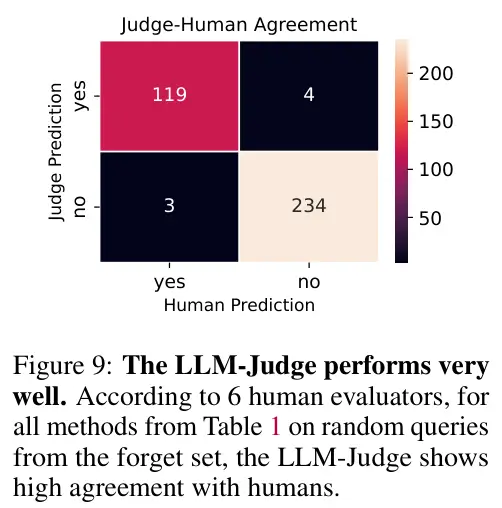 Judge-Human Agreement
Judge Prediction
yes
119
4
no
3
234
yes
no
Human Prediction
200
150
100
50
Figure 9: The LLM-Judge performs very
well. According to 6 human evaluators, for
all methods from Table 1 on random queries
from the forget set, the LLM-Judge shows
high agreement with humans.